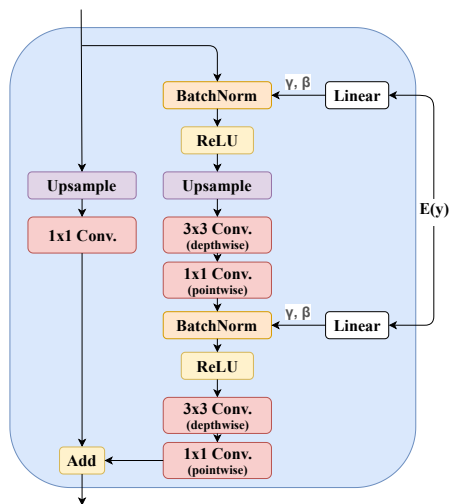 BatchNorm
γ, β
Linear
ReLU
Upsample
Upsample
1x1 Conv.
3x3 Conv.
(depthwise)
E(y)
1x1 Conv.
(pointwise)
BatchNorm
γ, β
Linear
ReLU
3x3 Conv.
(depthwise)
Add
1x1 Conv.
(pointwise)